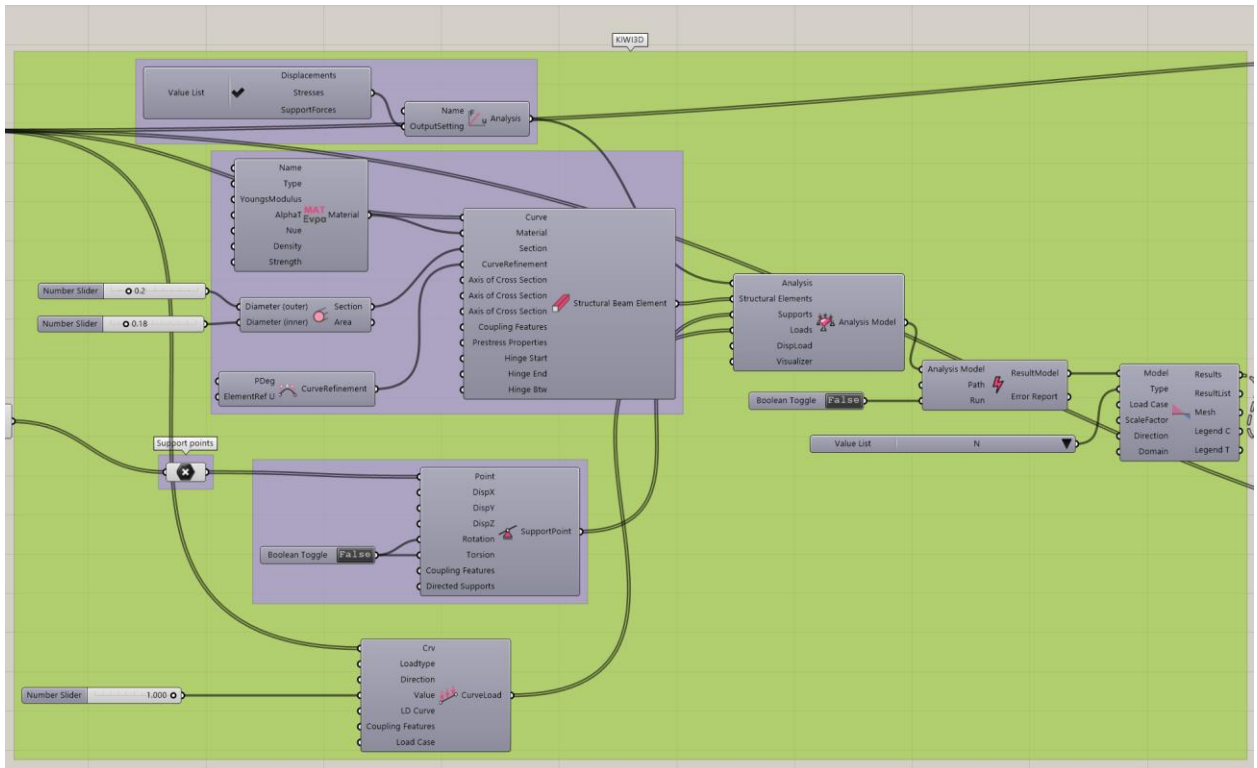 KIWI3D
Displacements
Value List
Stresses
SupportForces
Name
OutputSetting
Analysis
Name
Type
YoungsModulus
AlphaT
Nue
Density
Strength
MAT
Evpα
Material
Number Slider 0.2
Number Slider 0.18
Diameter (outer)
Diameter (inner)
Section
Area
PDeg
ElementRef U
CurveRefinement
Curve
Material
Section
CurveRefinement
Axis of Cross Section
Axis of Cross Section
Axis of Cross Section
Coupling Features
Prestress Properties
Hinge Start
Hinge End
Hinge Btw
Structural Beam Element
Analysis
Structural Elements
Supports
Loads
DispLoad
Visualizer
Analysis Model
Boolean Toggle False
Analysis Model
Path
Run
ResultModel
Error Report
Value List N
Model
Type
Load Case
ScaleFactor
Direction
Domain
Results
ResultList
Mesh
Legend C
Legend T
Support points
Boolean Toggle False
Point
DispX
DispY
DispZ
Rotation
Torsion
Coupling Features
Directed Supports
SupportPoint
Number Slider 1.000
Crv
Loadtype
Direction
Value
LD Curve
Coupling Features
Load Case
CurveLoad